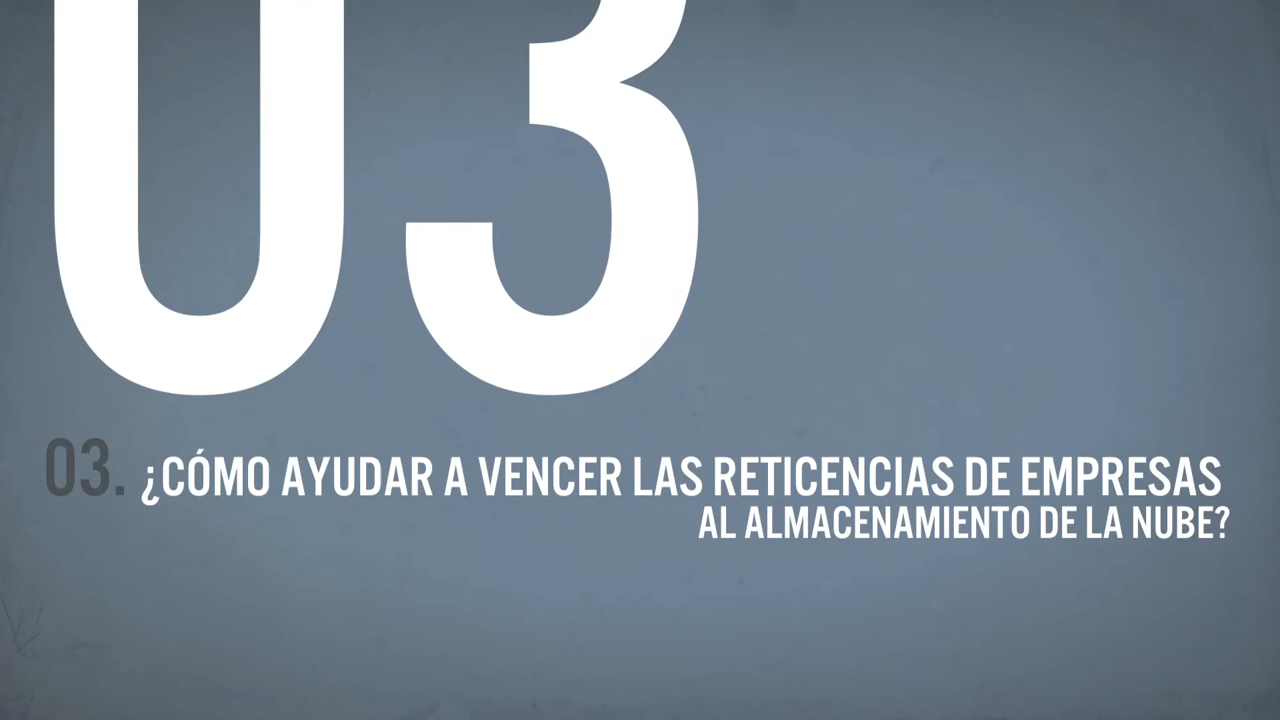 03
03. ¿CÓMO AYUDAR A VENCER LAS RETICENCIAS DE EMPRESAS
AL ALMACENAMIENTO DE LA NUBE?